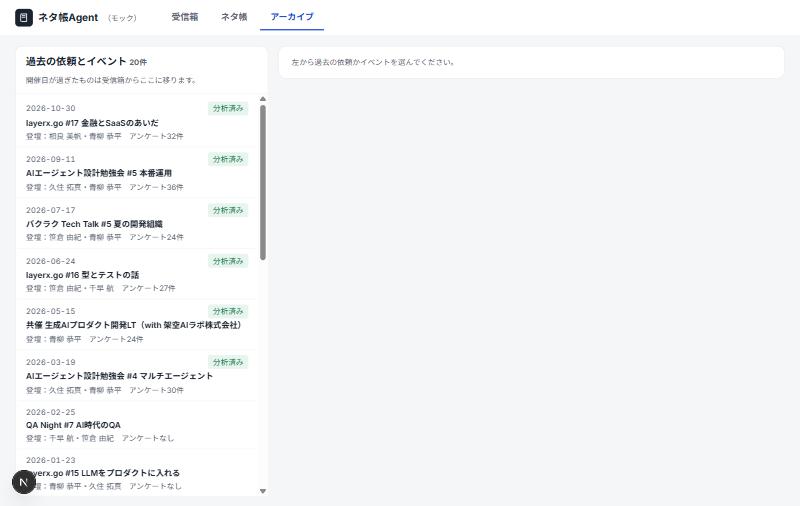 ネタ帳Agent （モック） 受信箱 ネタ帳 アーカイブ
過去の依頼とイベント 20件
開催日が過ぎたものは受信箱からここに移ります。
2026-10-30 分析済み
layerx.go #17 金融とSaaSのあいだ
登壇：相良 美帆・青柳 恭平 アンケート32件
2026-09-11 分析済み
AIエージェント設計勉強会 #5 本番運用
登壇：久住 拓真・青柳 恭平 アンケート36件
2026-07-17 分析済み
バクラク Tech Talk #5 夏の開発組織
登壇：笹倉 由紀・青柳 恭平 アンケート24件
2026-06-24 分析済み
layerx.go #16 型とテストの話
登壇：笹倉 由紀・千早 航 アンケート27件
2026-05-15 分析済み
共催 生成AIプロダクト開発LT（with 架空AIラボ株式会社）
登壇：青柳 恭平 アンケート24件
2026-03-19 分析済み
AIエージェント設計勉強会 #4 マルチエージェント
登壇：久住 拓真・青柳 恭平 アンケート30件
2026-02-25
QA Night #7 AI時代のQA
登壇：千早 航・笹倉 由紀 アンケートなし
2026-01-23
yerx.go #15 LLMをプロダクトに入れる
壇：青柳 恭平・久住 拓真 アンケートなし
N
左から過去の依頼かイベントを選んでください。